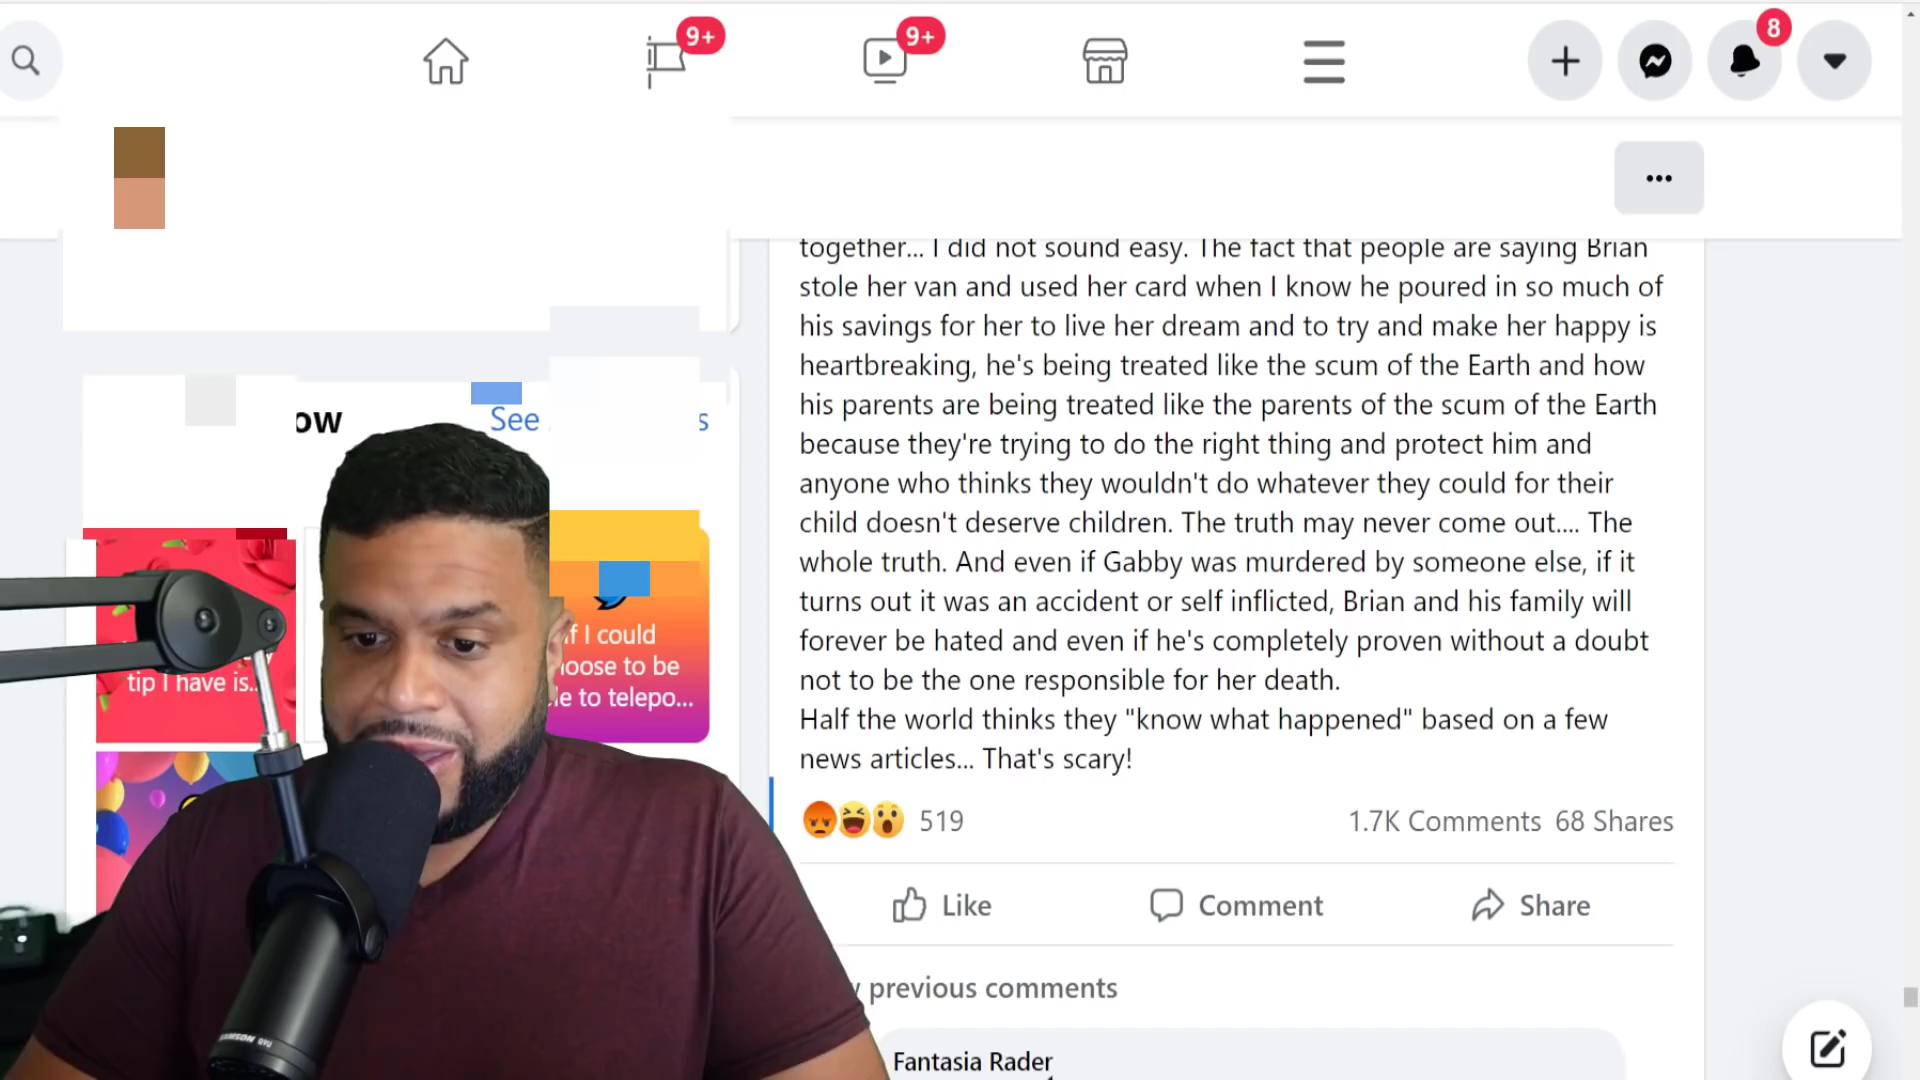 9+
9+
8
ow
See
s
together... I did not sound easy. The fact that people are saying Brian
stole her van and used her card when I know he poured in so much of
his savings for her to live her dream and to try and make her happy is
heartbreaking, he's being treated like the scum of the Earth and how
his parents are being treated like the parents of the scum of the Earth
because they're trying to do the right thing and protect him and
anyone who thinks they wouldn't do whatever they could for their
child doesn't deserve children. The truth may never come out.... The
whole truth. And even if Gabby was murdered by someone else, if it
turns out it was an accident or self inflicted, Brian and his family will
forever be hated and even if he's completely proven without a doubt
not to be the one responsible for her death.
Half the world thinks they "know what happened" based on a few
news articles... That's scary!
519
1.7K Comments 68 Shares
Like
Comment
Share
previous comments
Fantasia Rader
tip I have is...
f I could
oose to be
le to telepo...
SAMSON